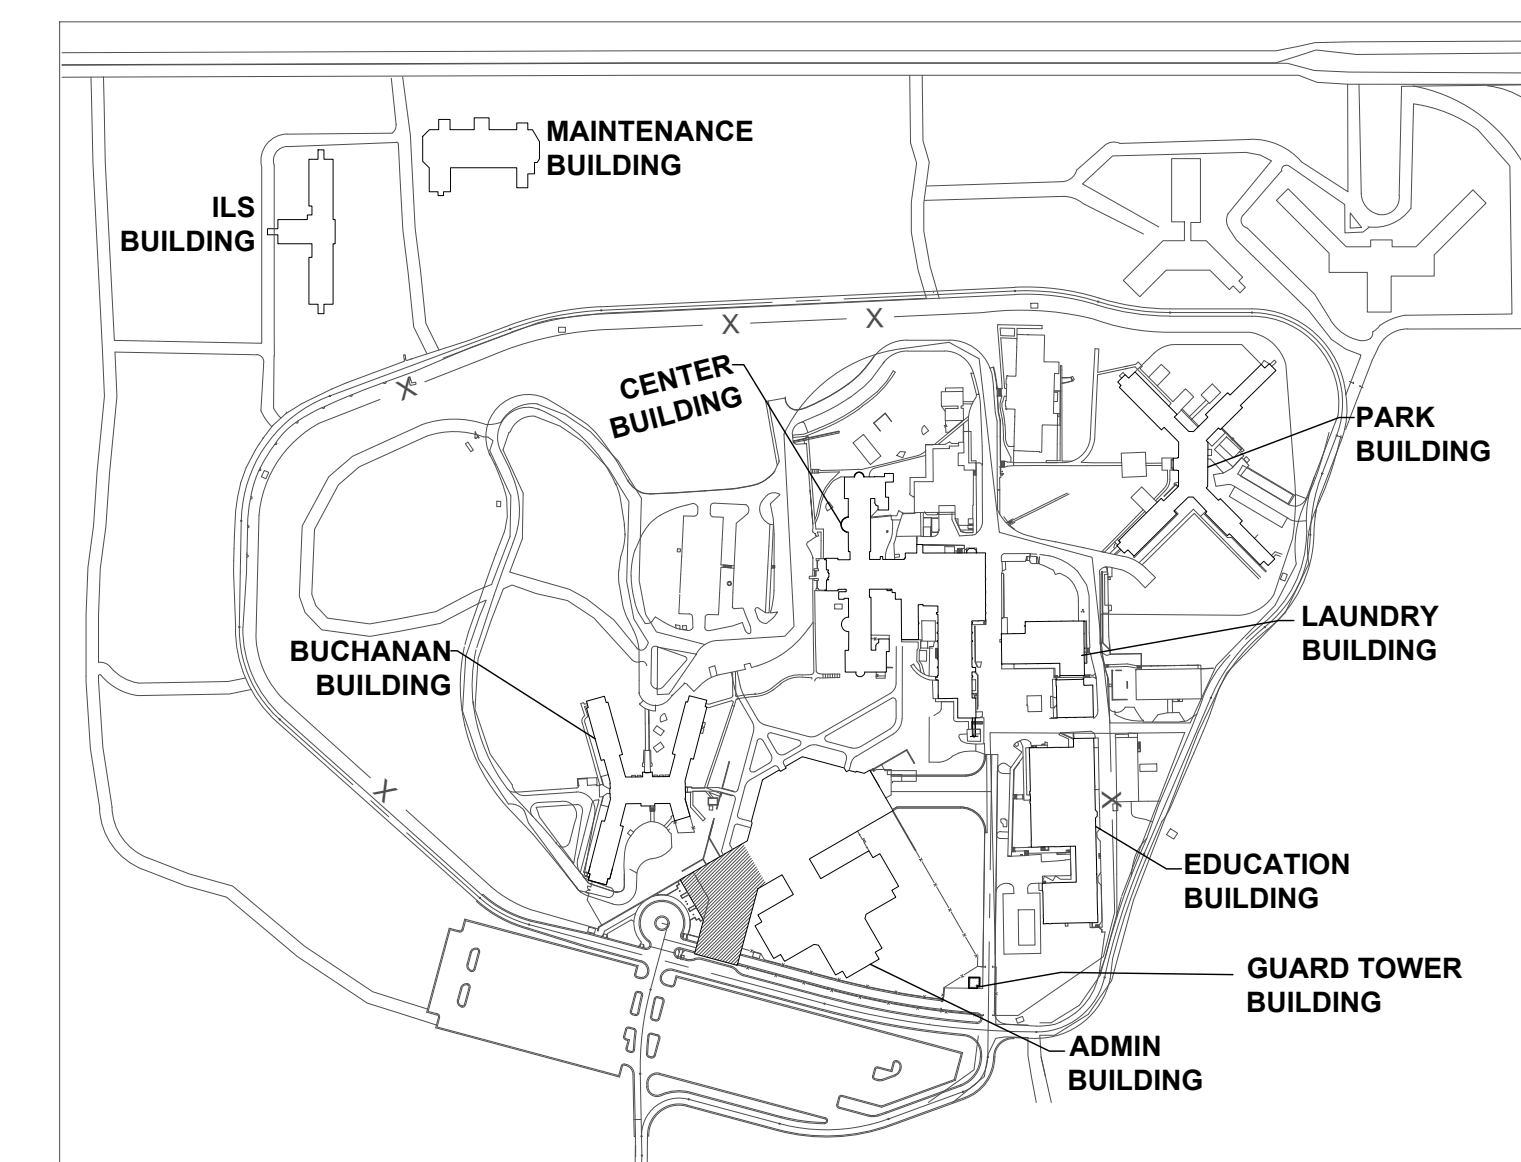 MAINTENANCE
BUILDING
ILS
BUILDING
X
X
X
CENTER
BUILDING
PARK
BUILDING
LAUNDRY
BUILDING
BUCHANAN
BUILDING
X
X
EDUCATION
BUILDING
GUARD TOWER
BUILDING
ADMIN
BUILDING